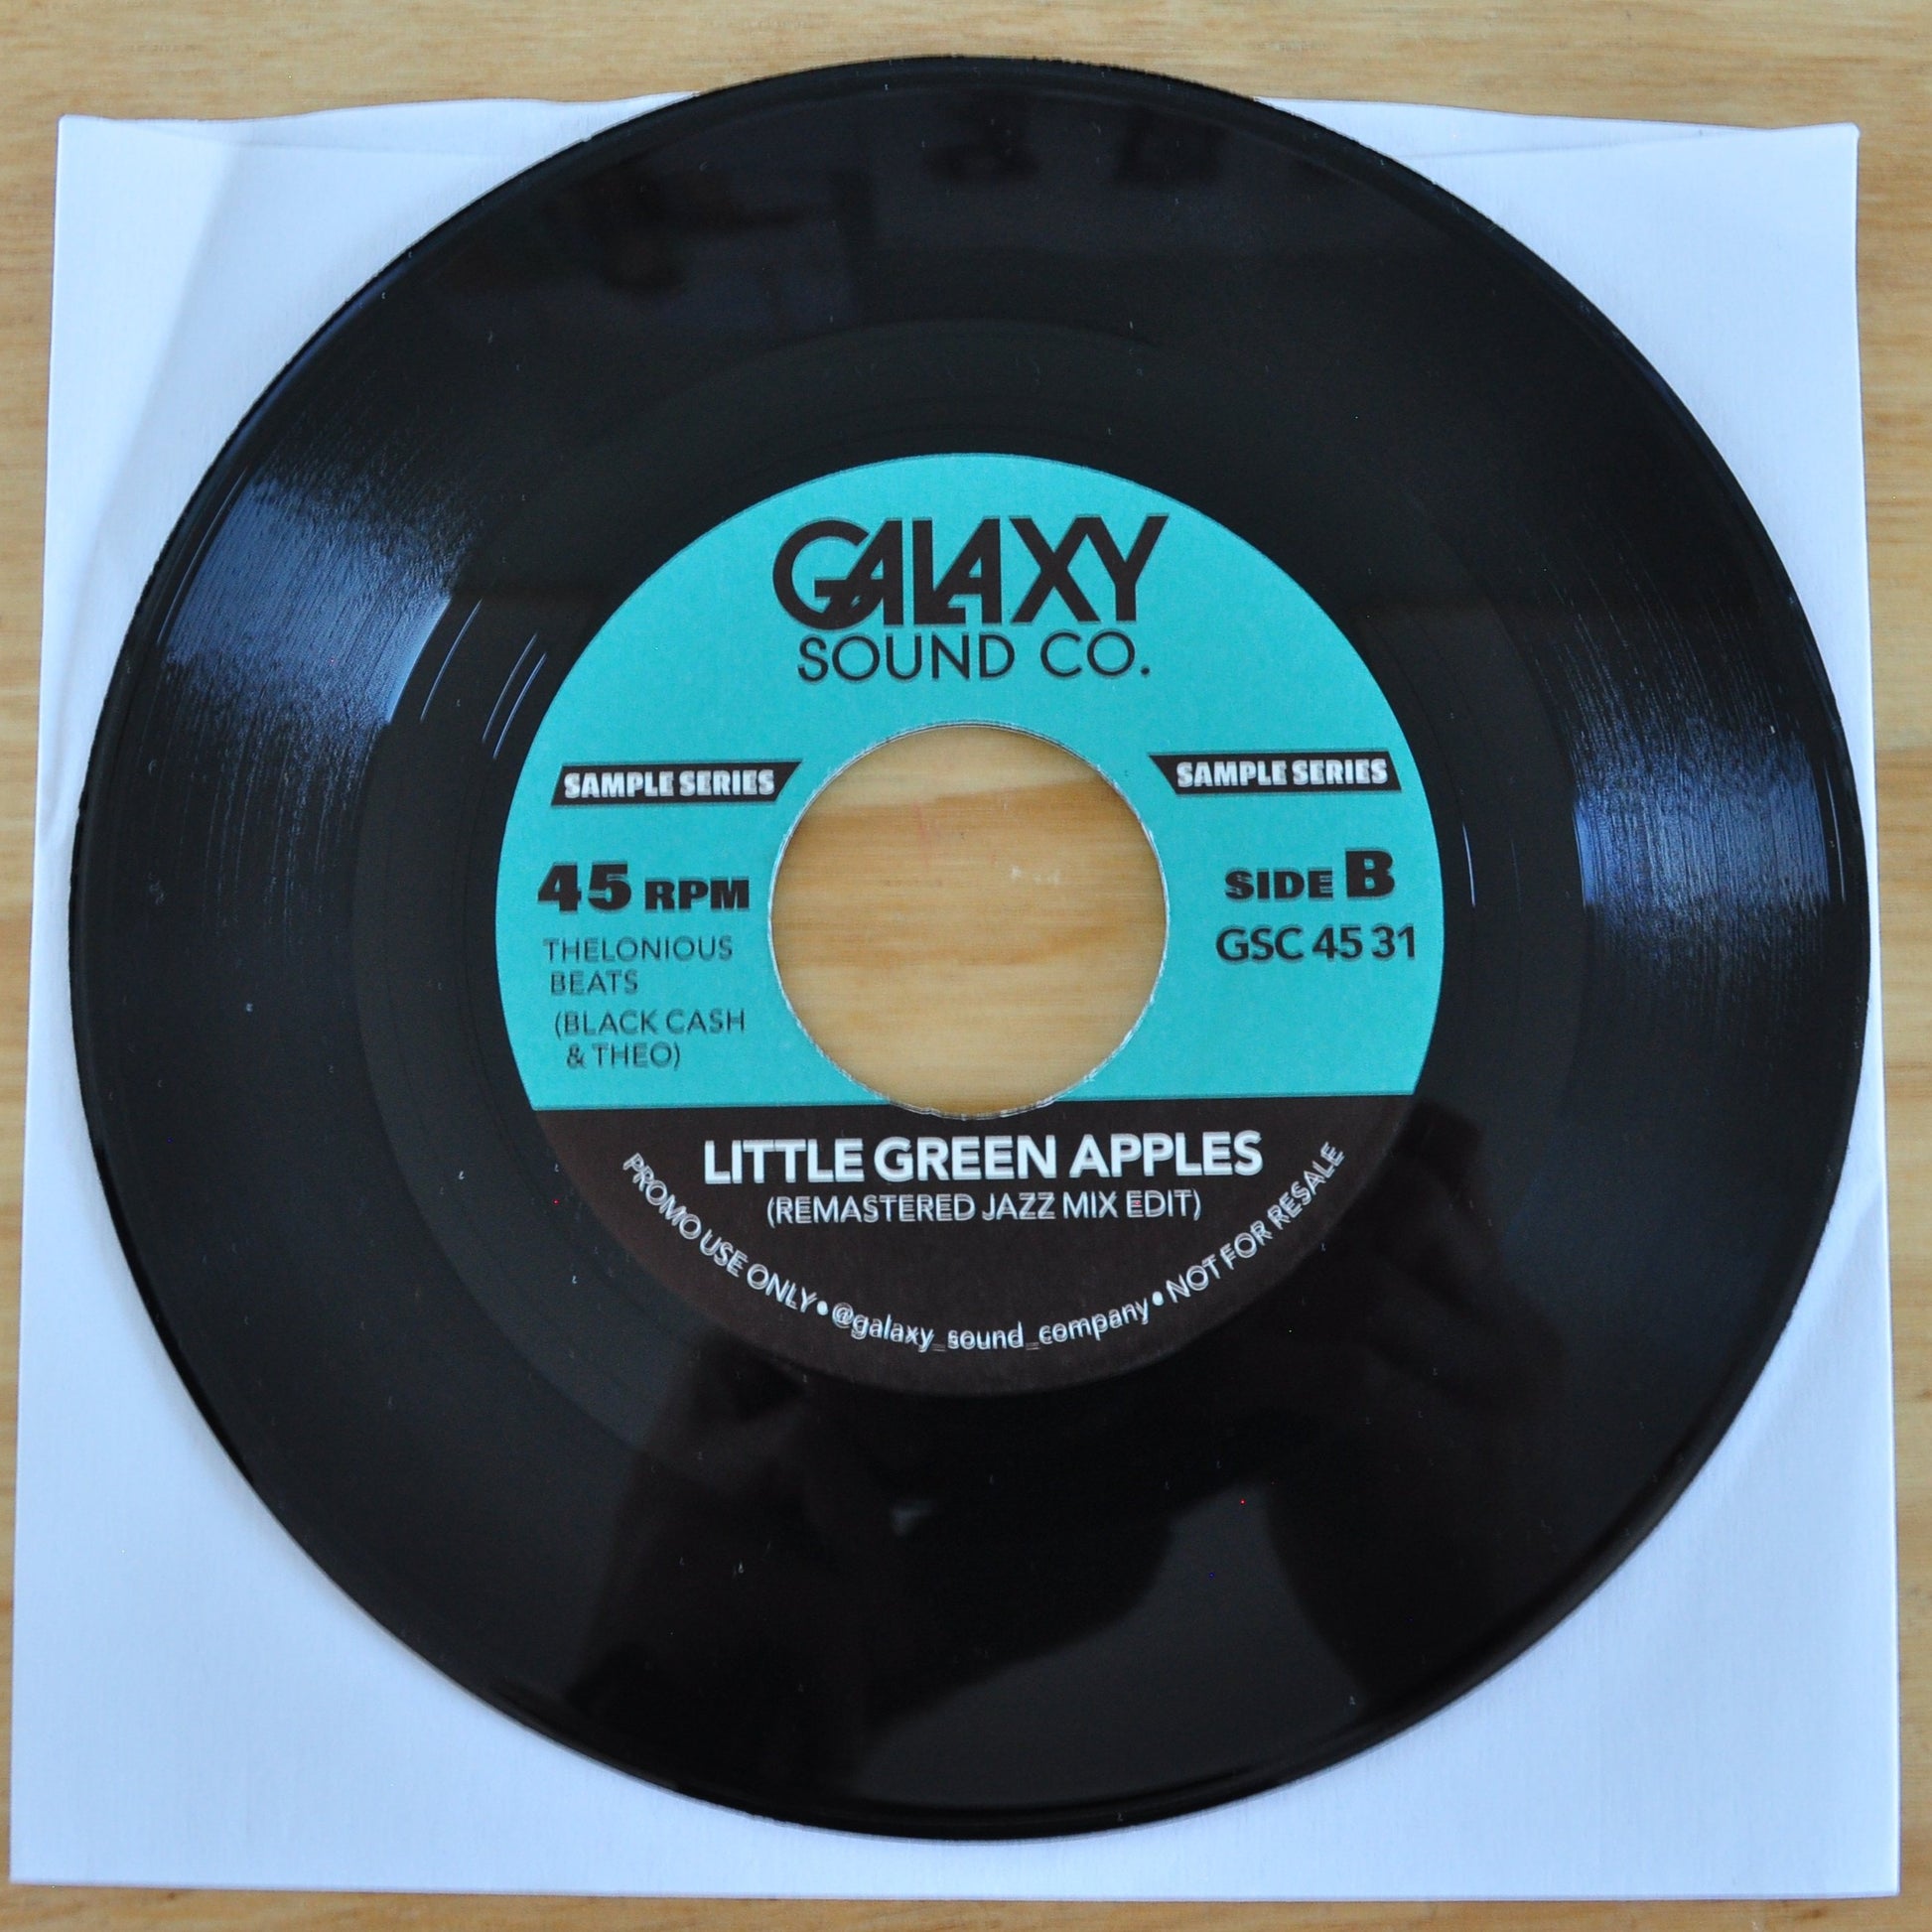 GALAXY
SOUND CO.
SAMPLE SERIES
SAMPLE SERIES
45 RPM
THELONIOUS
BEATS
(BLACK CASH
& THEO)
SIDE B
GSC 45 31
LITTLE GREEN APPLES
(REMASTERED JAZZ MIX EDIT)
PROMO USE ONLY • @galaxy_sound_company • NOT FOR RESALE